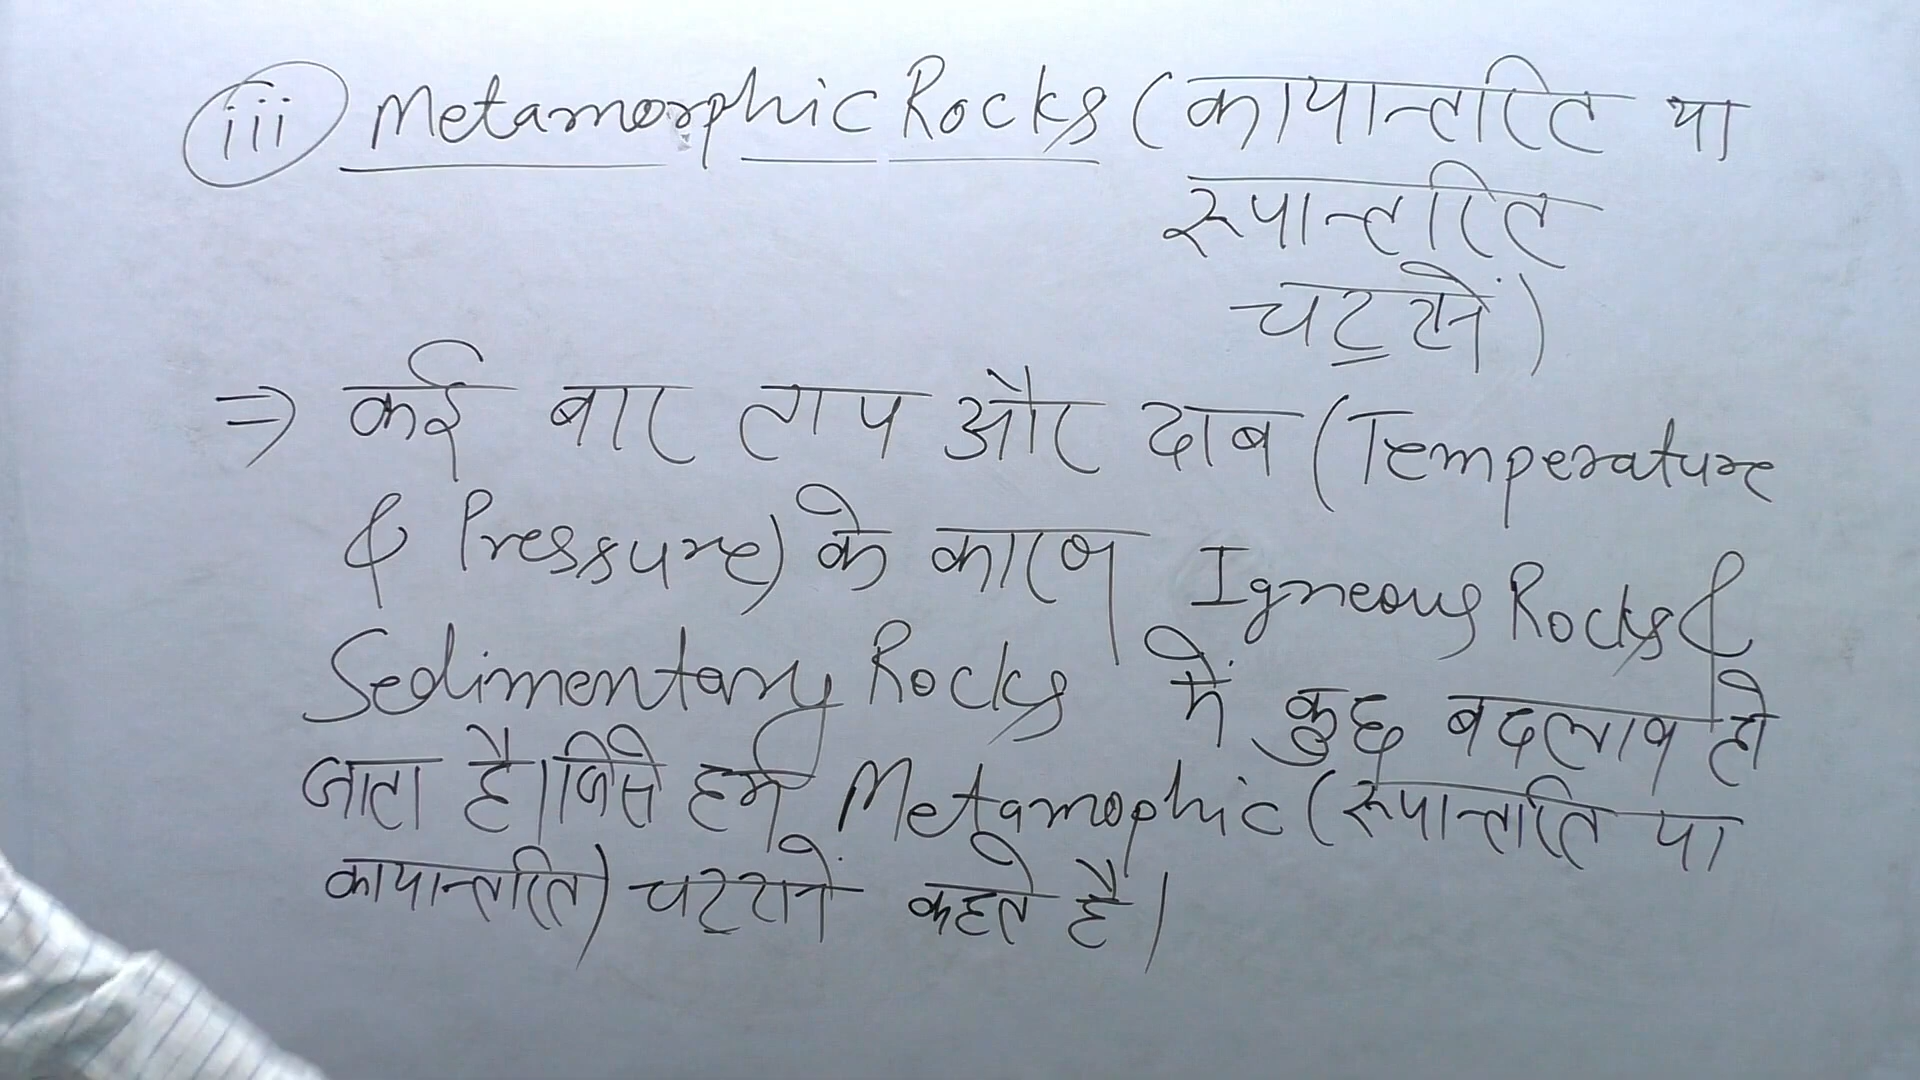 iii Metamorphic Rocks (कायान्तरित या
रूपान्तरित
चट्टानें)
⇒ कई बार ताप और दाब (Temperature
& Pressure) के कारण Igneous Rocks &
Sedimentary Rocks में कुछ बदलाव हो
जाता है। जिसे हम Metamophic (रूपान्तरित या
कायान्तरित) चट्टाने कहते है।